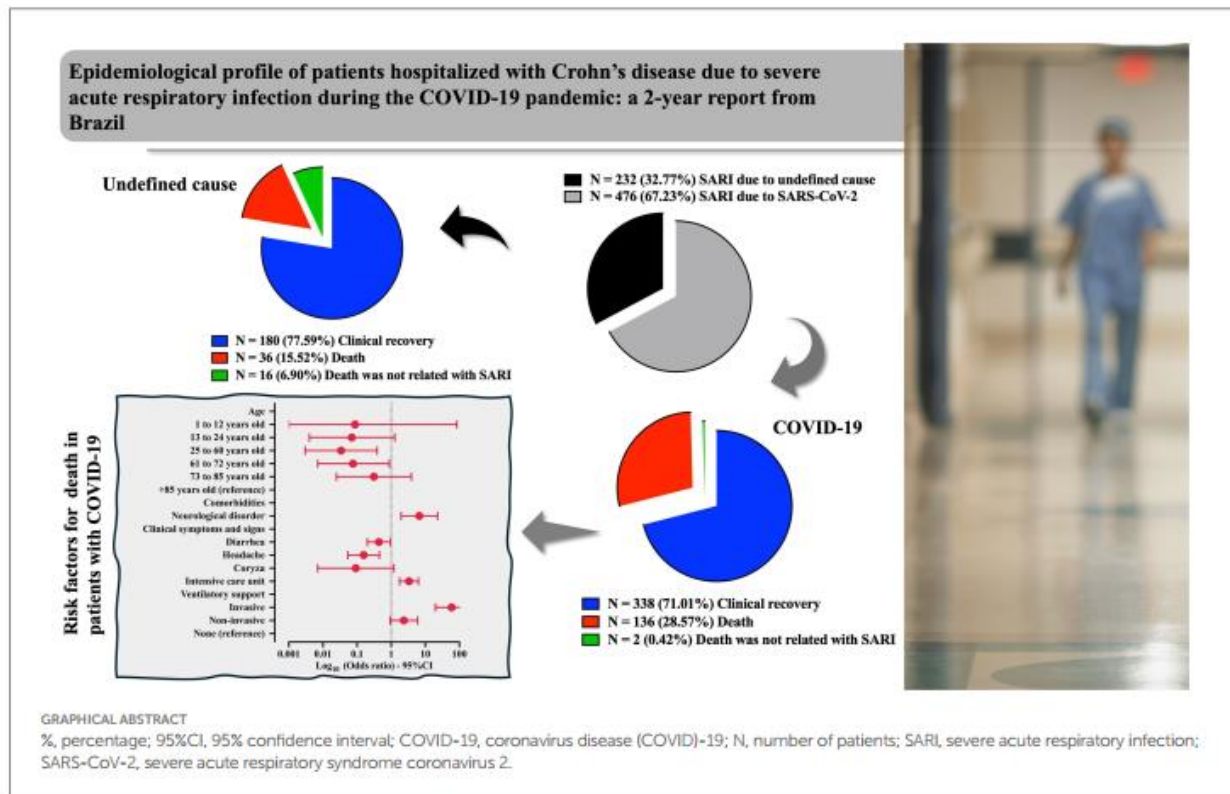 Epidemiological profile of patients hospitalized with Crohn's disease due to severe
acute respiratory infection during the COVID-19 pandemic: a 2-year report from
Brazil
Undefined cause
N = 232 (32.77%) SARI due to undefined cause
N = 476 (67.23%) SARI due to SARS-CoV-2
N = 180 (77.59%) Clinical recovery
N = 36 (15.52%) Death
N = 16 (6.90%) Death was not related with SARI
COVID-19
N = 338 (71.01%) Clinical recovery
N = 136 (28.57%) Death
N = 2 (0.42%) Death was not related with SARI
Risk factors for death in
patients with COVID-19
Age
1 to 12 years old
13 to 24 years old
25 to 60 years old
61 to 72 years old
73 to 85 years old
+85 years old (reference)
Comorbidities
Neurological disorder
Clinical symptoms and signs
Diarrhea
Headache
Coryza
Intensive care unit
Ventilatory support
Invasive
Non-invasive
None (reference)
0.001 0.01 0.1 1 10 100
Log₁₀ (Odds ratio) - 95%CI
GRAPHICAL ABSTRACT
%, percentage; 95%CI, 95% confidence interval; COVID-19, coronavirus disease (COVID)-19; N, number of patients; SARI, severe acute respiratory infection;
SARS-CoV-2, severe acute respiratory syndrome coronavirus 2.